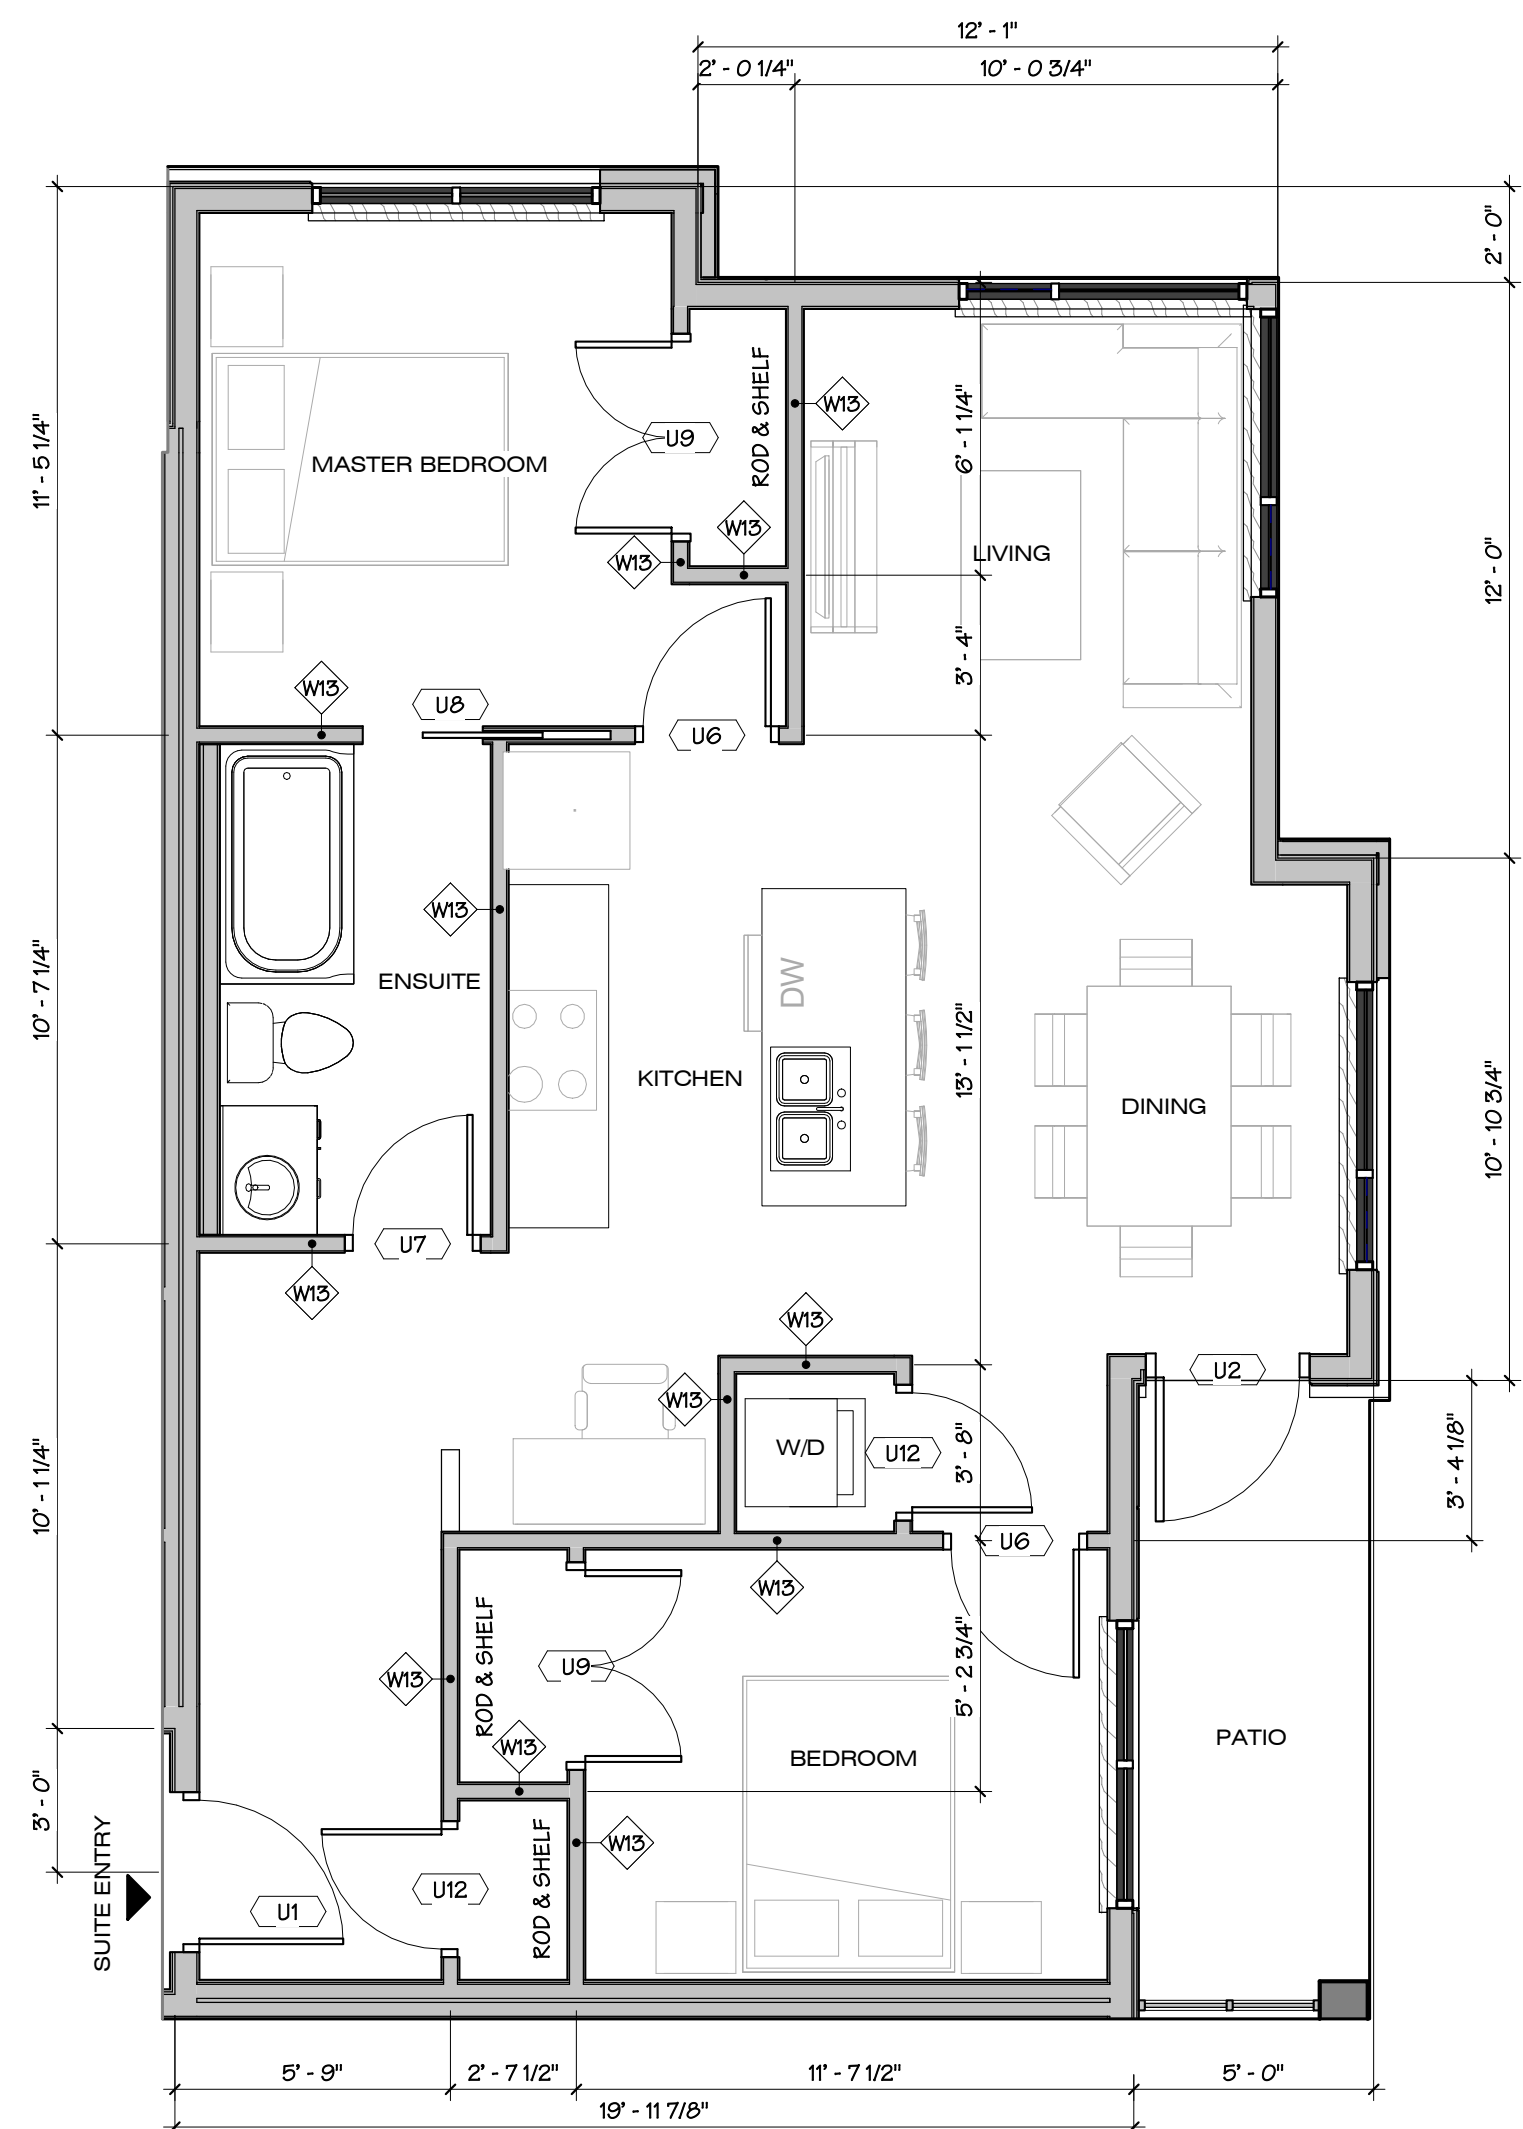 12' - 1"
2' - 0 1/4"
10' - 0 3/4"
2' - 0"
ROD & SHELF
W13
6' - 1 1/4"
11' - 5 1/4"
U9
MASTER BEDROOM
W13
W13
LIVING
12' - 0"
3' - 4"
W13
U8
U6
W13
ENSUITE
10' - 7 1/4"
DW
KITCHEN
13' - 1 1/2"
DINING
10' - 10 3/4"
U7
W13
W13
U2
W13
W/D
U12
3' - 8"
3' - 4 1/8"
10' - 1 1/4"
U6
W13
ROD & SHELF
U9
5' - 2 3/4"
W13
W13
BEDROOM
PATIO
3' - 0"
SUITE ENTRY
W13
ROD & SHELF
U12
U1
5' - 9"
2' - 7 1/2"
11' - 7 1/2"
5' - 0"
19' - 11 7/8"